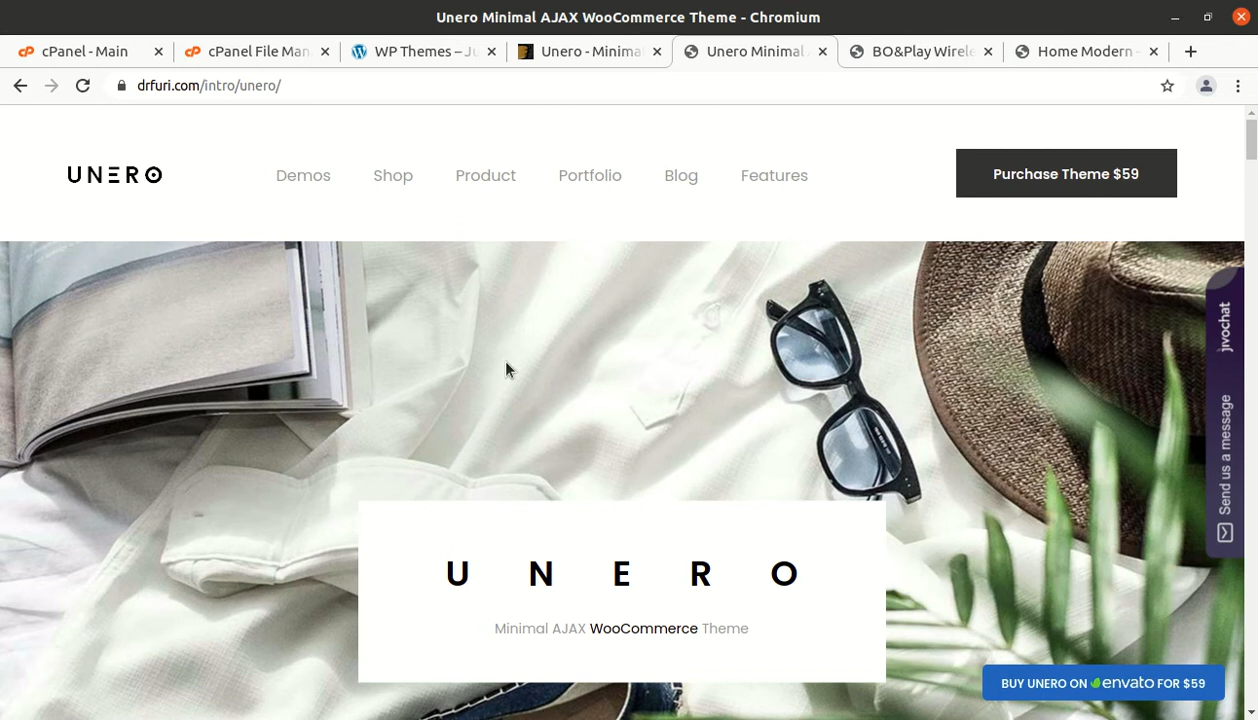 Unero Minimal AJAX WooCommerce Theme - Chromium
cPanel - Main
cPanel File Man
WP Themes – Ju
Unero - Minima
Unero Minimal
BO&Play Wirele
Home Modern -
drfuri.com/intro/unero/
UNERO
Demos
Shop
Product
Portfolio
Blog
Features
Purchase Theme $59
jivochat
Send us a message
U N E R O
Minimal AJAX WooCommerce Theme
BUY UNERO ON envato FOR $59